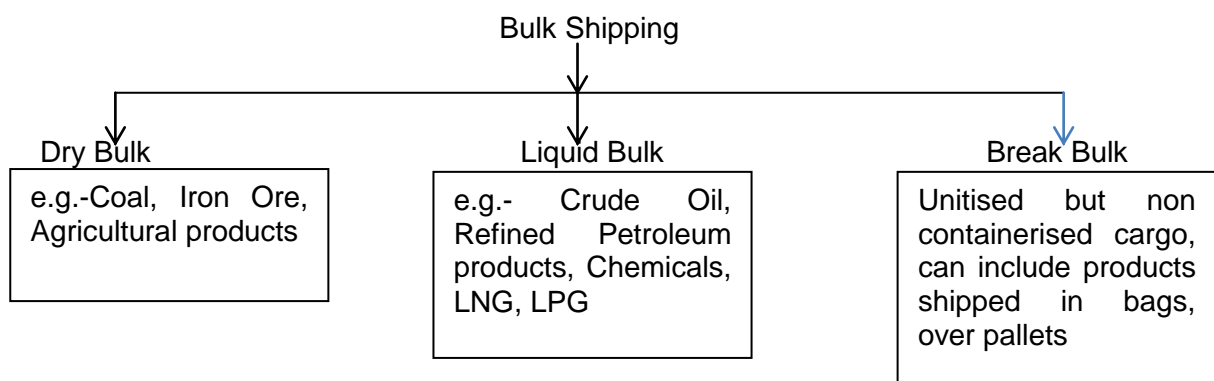 Bulk Shipping
Dry Bulk
e.g.-Coal, Iron Ore,
Agricultural products
Liquid Bulk
e.g.- Crude Oil,
Refined Petroleum
products, Chemicals,
LNG, LPG
Break Bulk
Unitised but non
containerised cargo,
can include products
shipped in bags,
over pallets